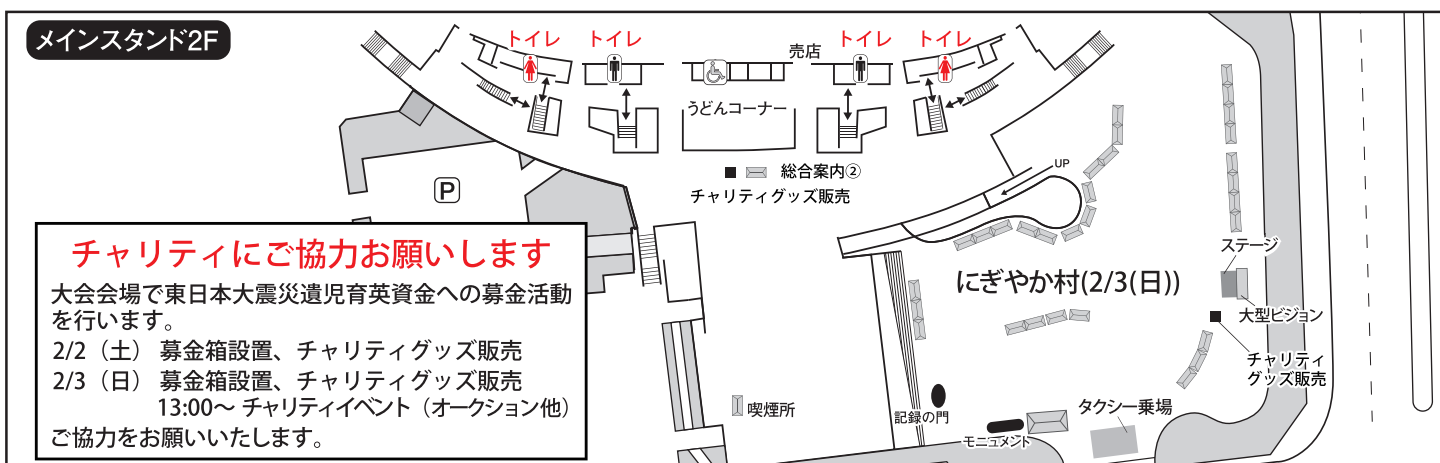 メインスタンド2F
トイレ
トイレ
売店
トイレ
トイレ
うどんコーナー
総合案内②
チャリティグッズ販売
UP
P
チャリティにご協力お願いします
大会会場で東日本大震災遺児育英資金への募金活動
を行います。
2/2（土） 募金箱設置、チャリティグッズ販売
2/3（日） 募金箱設置、チャリティグッズ販売
13:00～ チャリティイベント（オークション他）
ご協力をお願いいたします。
ステージ
にぎやか村(2/3(日))
大型ビジョン
チャリティ
グッズ販売
喫煙所
記録の門
モニュメント
タクシー乗場